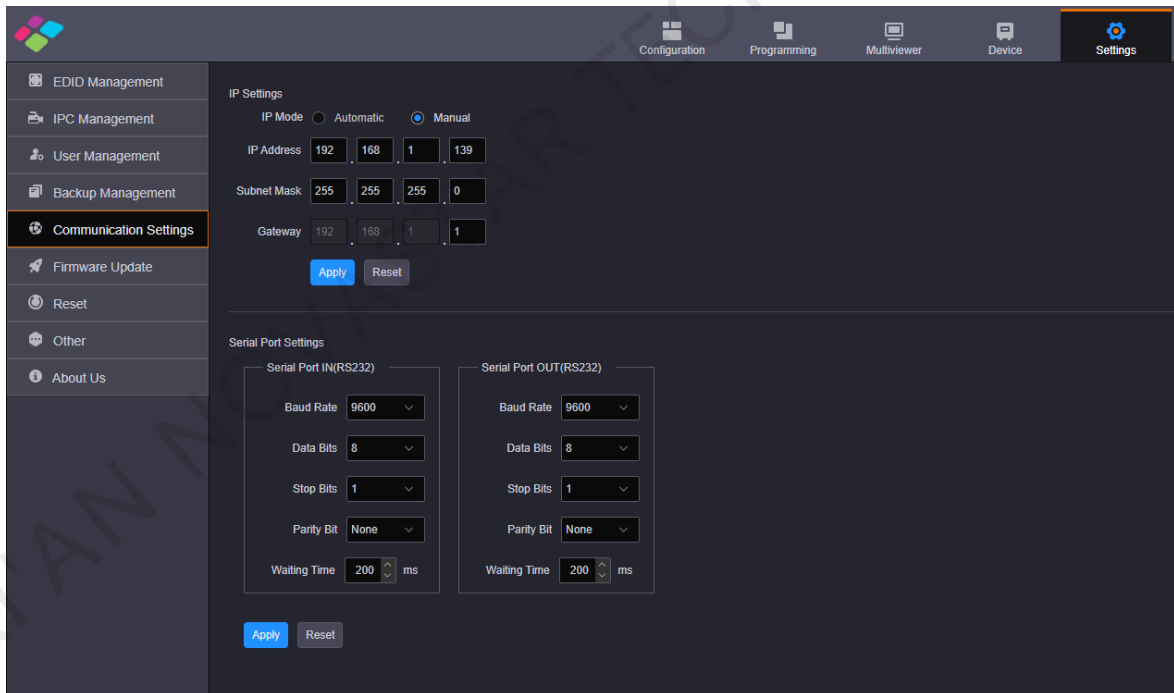 Configuration
Programming
Multiviewer
Device
Settings
EDID Management
IPC Management
User Management
Backup Management
Communication Settings
Firmware Update
Reset
Other
About Us
IP Settings
IP Mode Automatic Manual
IP Address 192 . 168 . 1 . 139
Subnet Mask 255 . 255 . 255 . 0
Gateway 192 . 168 . 1 . 1
Apply Reset
Serial Port Settings
Serial Port IN(RS232)
Baud Rate 9600
Data Bits 8
Stop Bits 1
Parity Bit None
Waiting Time 200 ms
Serial Port OUT(RS232)
Baud Rate 9600
Data Bits 8
Stop Bits 1
Parity Bit None
Waiting Time 200 ms
Apply Reset